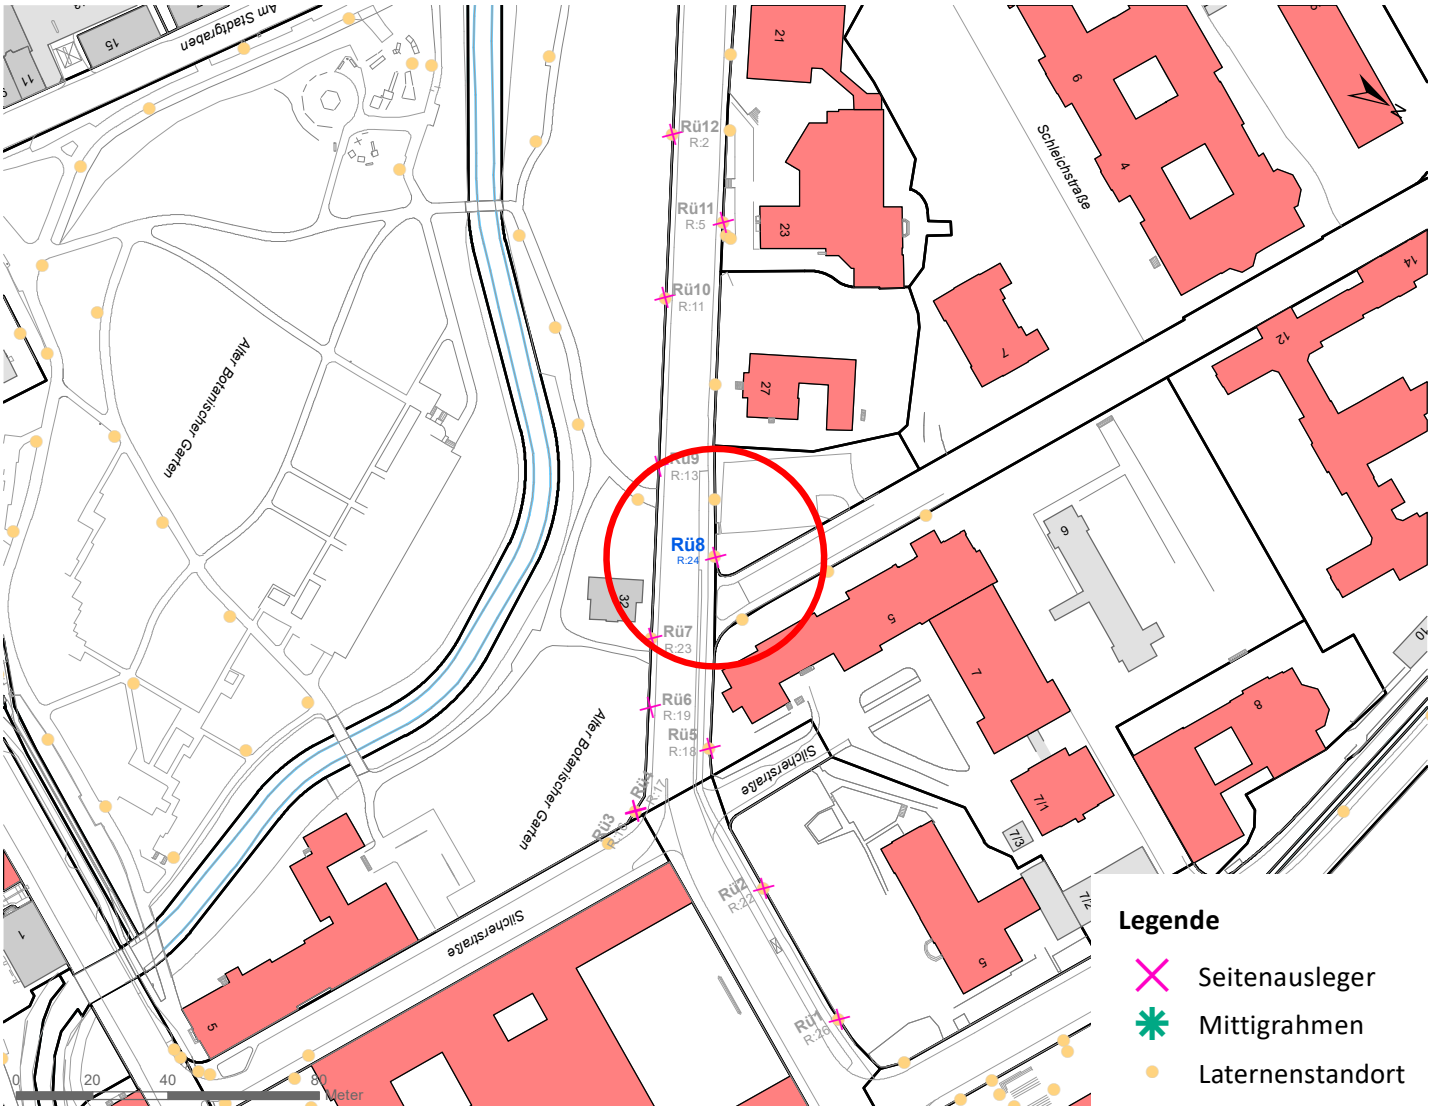 Am Stadtgraben
15
11
9
21
6
4
Schleichstraße
N
Rü12
R:2
Rü11
R:5
23
Rü10
R:11
7
14
12
27
Alter Botanischer Garten
Rü9
R:13
Rü8
R:24
32
9
5
Rü7
R:23
10
7
Rü6
R:19
8
Rü5
R:18
Silcherstraße
Alter Botanischer Garten
Rü4
R:17
7/1
Rü3
7/3
Rü2
R:22
7/2
1
Silcherstraße
5
5
Rü1
R:26
0 20 40 80
Meter
Legende
Seitenausleger
Mittigrahmen
Laternenstandort